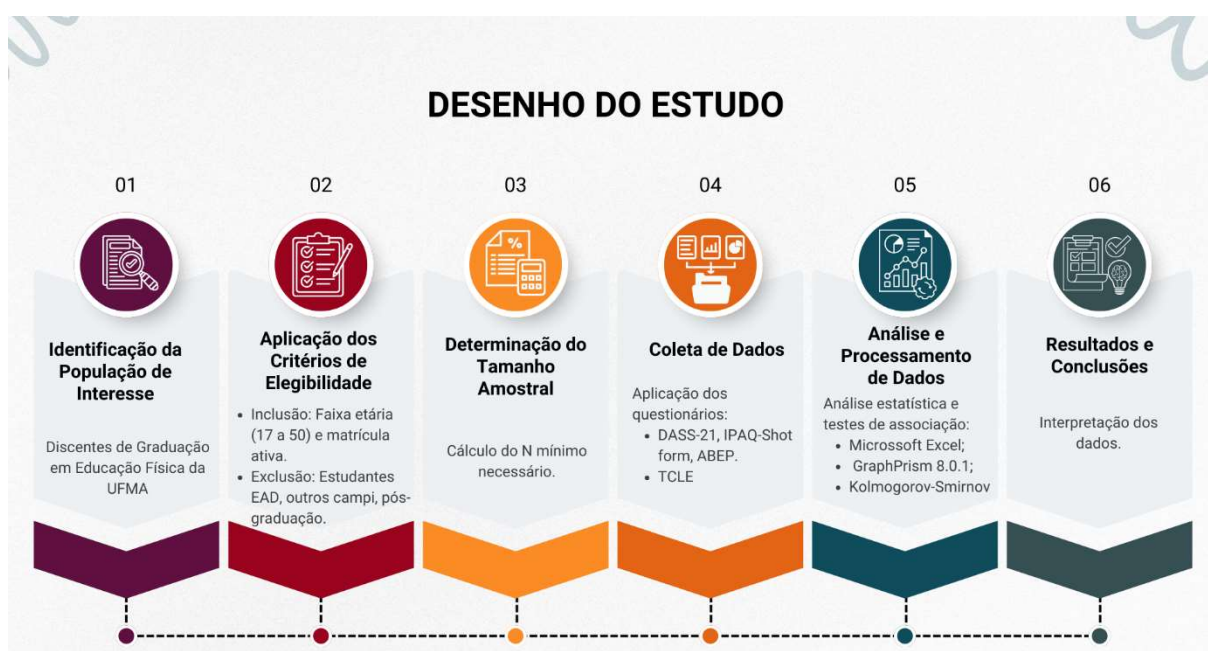 DESENHO DO ESTUDO
01
Identificação da
População de
Interesse
Discentes de Graduação
em Educação Física da
UFMA
02
Aplicação dos
Critérios de
Elegibilidade
• Inclusão: Faixa etária
(17 a 50) e matrícula
ativa.
• Exclusão: Estudantes
EAD, outros campi, pós-
graduação.
03
%
Determinação do
Tamanho
Amostral
Cálculo do N mínimo
necessário.
04
Coleta de Dados
Aplicação dos
questionários:
• DASS-21, IPAQ-Shot
form, ABEP.
• TCLE
05
Análise e
Processamento
de Dados
Análise estatística e
testes de associação:
• Microssoft Excel;
• GraphPrism 8.0.1;
• Kolmogorov-Smirnov
06
Resultados e
Conclusões
Interpretação dos
dados.